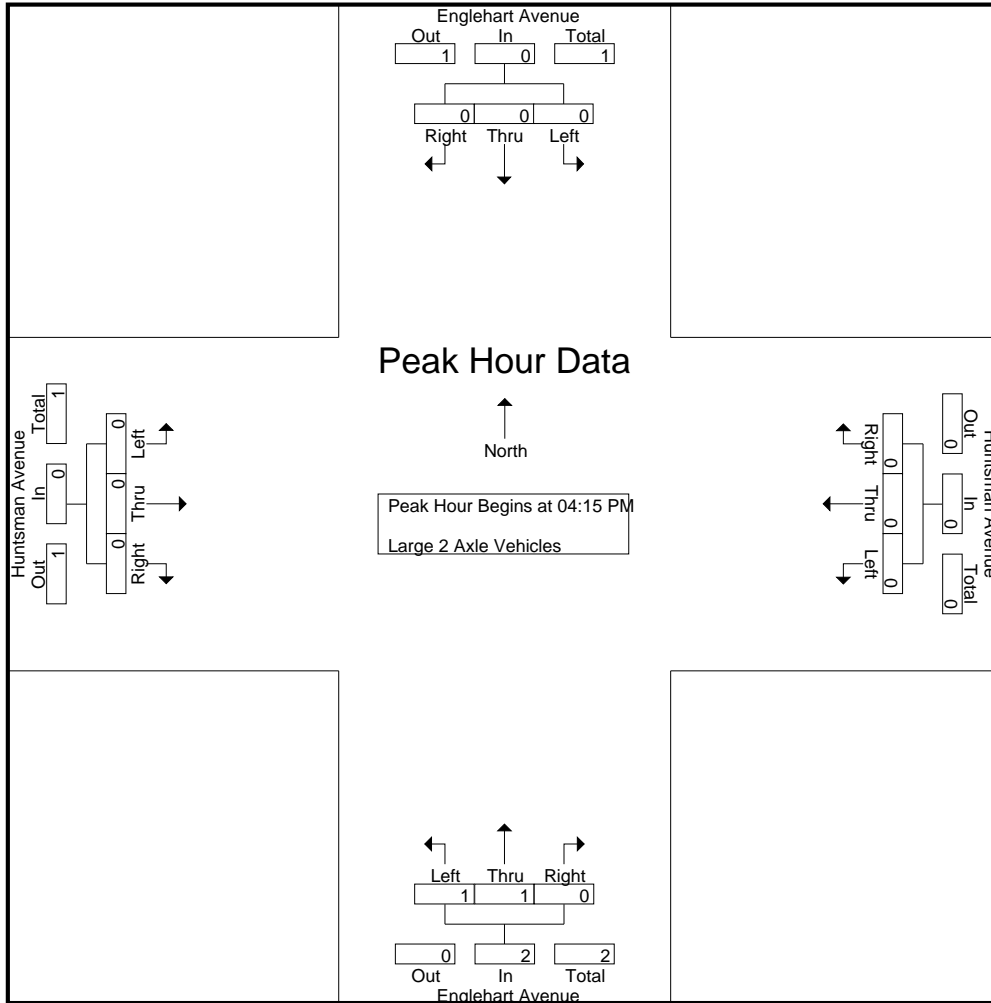 Englehart Avenue
Out In Total
1 0 1
0 0 0
Right Thru Left
Peak Hour Data
North
Peak Hour Begins at 04:15 PM
Large 2 Axle Vehicles
Huntsman Avenue
Total In Out
1 0 1
0 0 0
Left Thru Right
Huntsman Avenue
Out In Total
0 0 0
0 0 0
Right Thru Left
Left Thru Right
1 1 0
0 2 2
Out In Total
Englehart Avenue